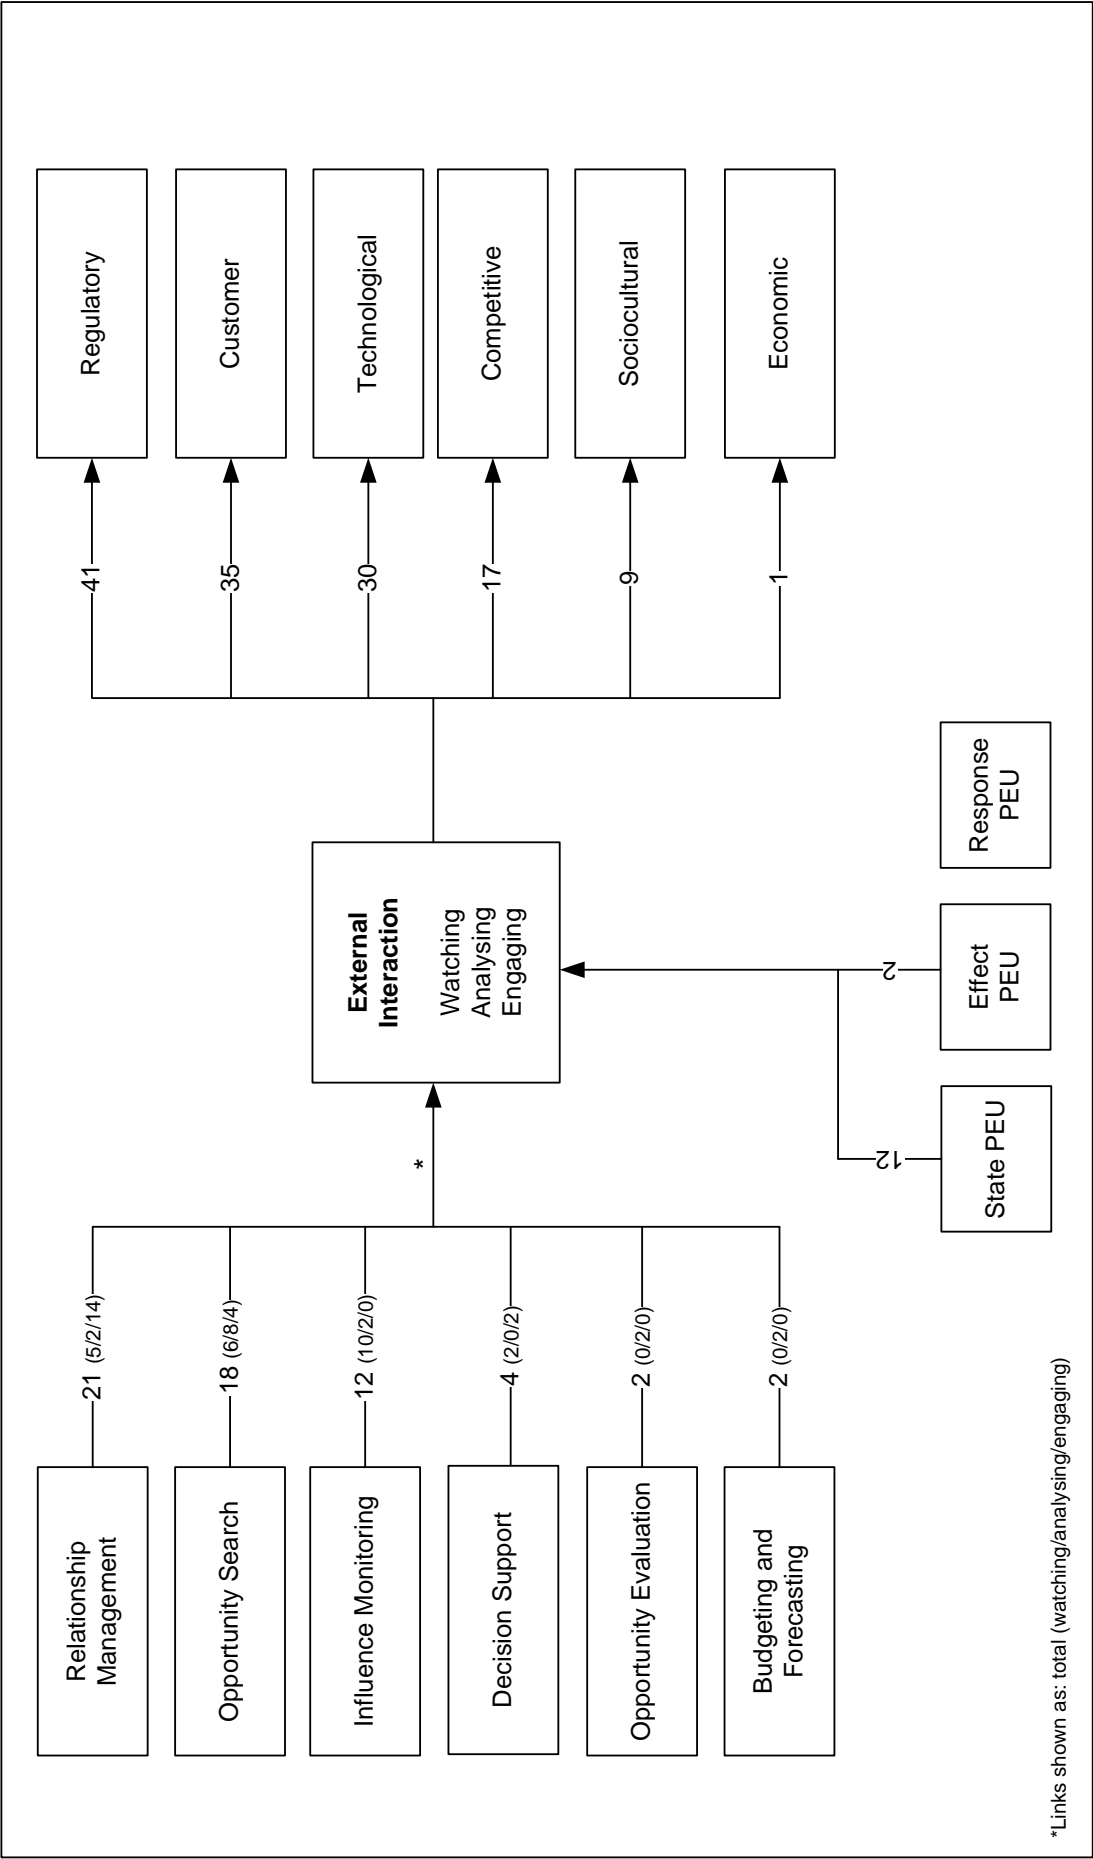 Relationship
Management
21 (5/2/14)
Opportunity Search
18 (6/8/4)
Influence Monitoring
12 (10/2/0)
Decision Support
4 (2/0/2)
Opportunity Evaluation
2 (0/2/0)
Budgeting and
Forecasting
2 (0/2/0)
*
External
Interaction
Watching
Analysing
Engaging
41
Regulatory
35
Customer
30
Technological
17
Competitive
9
Sociocultural
1
Economic
12
State PEU
2
Effect
PEU
Response
PEU
*Links shown as: total (watching/analysing/engaging)